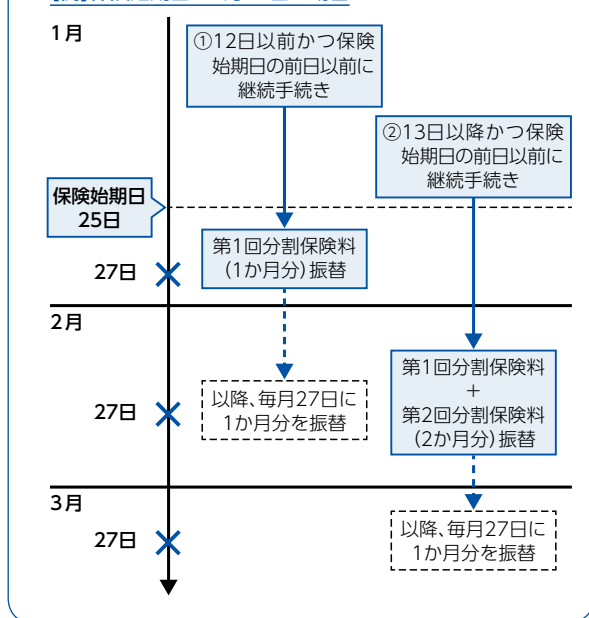 1月
①12日以前かつ保険
始期日の前日以前に
継続手続き
②13日以降かつ保険
始期日の前日以前に
継続手続き
保険始期日
25日
第1回分割保険料
(1か月分)振替
27日
2月
以降、毎月27日に
1か月分を振替
第1回分割保険料
+
第2回分割保険料
(2か月分)振替
27日
3月
以降、毎月27日に
1か月分を振替
27日